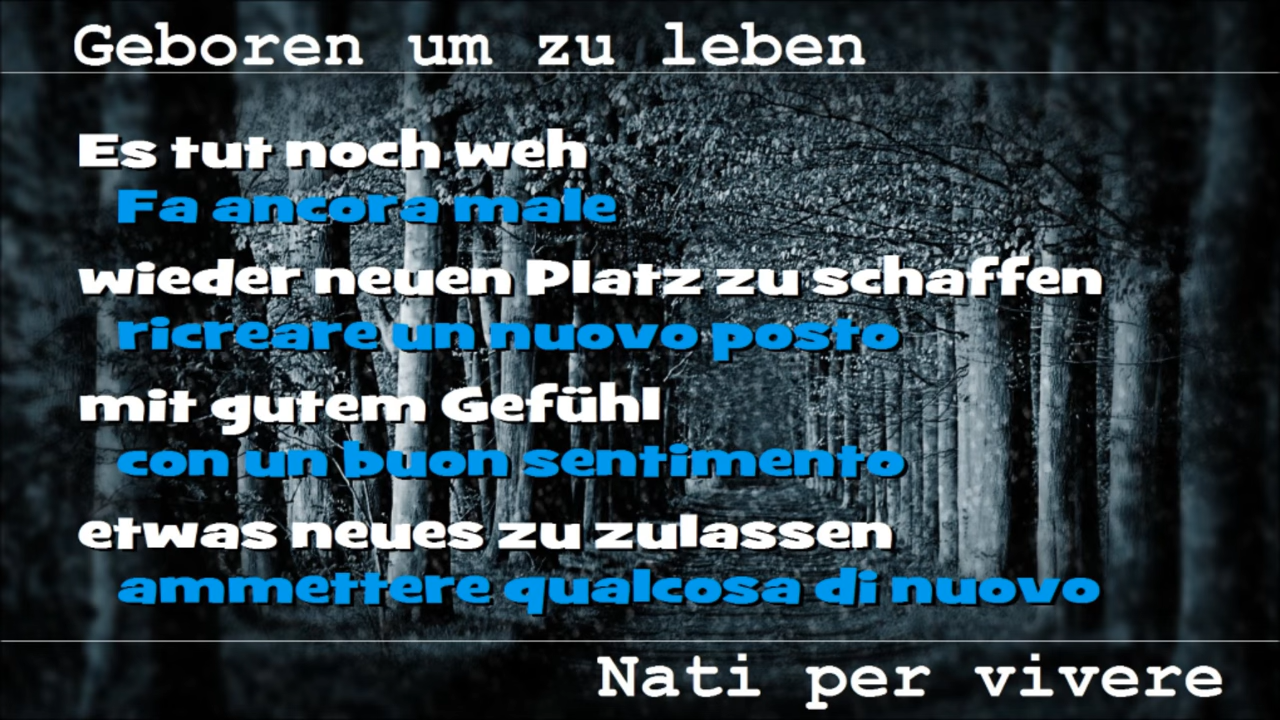 Geboren um zu leben
Es tut noch weh
Fa ancora male
wieder neuen Platz zu schaffen
ricreare un nuovo posto
mit gutem Gefühl
con un buon sentimento
etwas neues zu zulassen
ammettere qualcosa di nuovo
Nati per vivere